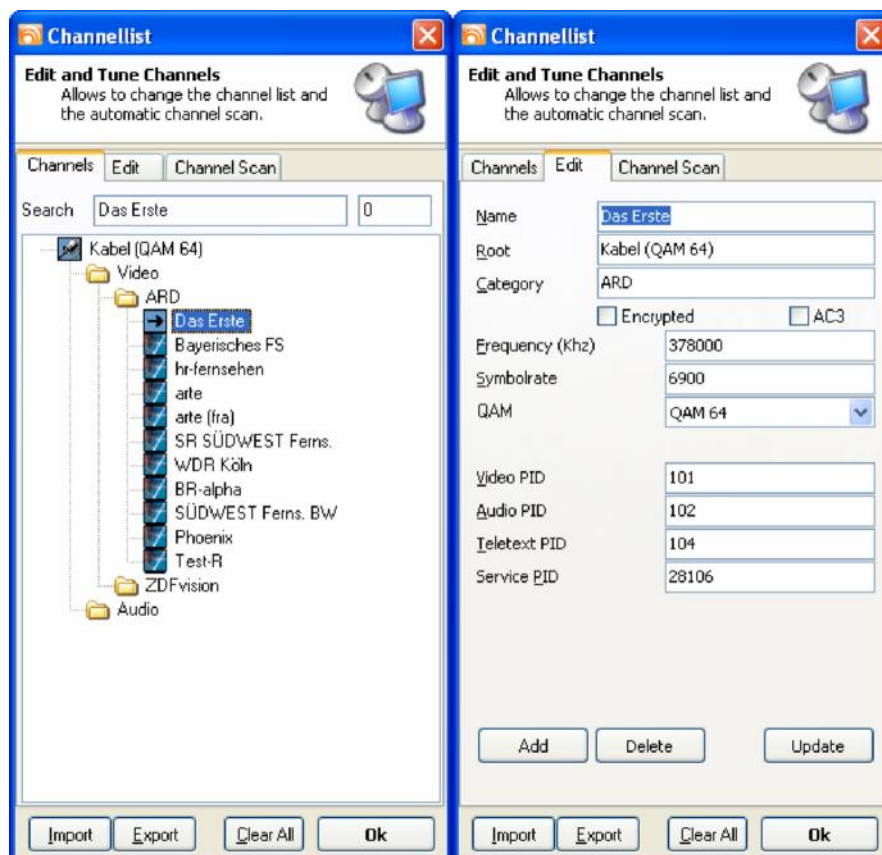 Channellist
Edit and Tune Channels
Allows to change the channel list and
the automatic channel scan.
Channels Edit Channel Scan
Search Das Erste 0
Kabel (QAM 64)
Video
ARD
Das Erste
Bayerisches FS
hr-fernsehen
arte
arte (fra)
SR SÜDWEST Ferns.
WDR Köln
BR-alpha
SÜDWEST Ferns. BW
Phoenix
Test-R
ZDFvision
Audio
Import Export Clear All Ok
Channellist
Edit and Tune Channels
Allows to change the channel list and
the automatic channel scan.
Channels Edit Channel Scan
Name Das Erste
Root Kabel (QAM 64)
Category ARD
Encrypted AC3
Frequency (Khz) 378000
Symbolrate 6900
QAM QAM 64
Video PID 101
Audio PID 102
Teletext PID 104
Service PID 28106
Add Delete Update
Import Export Clear All Ok